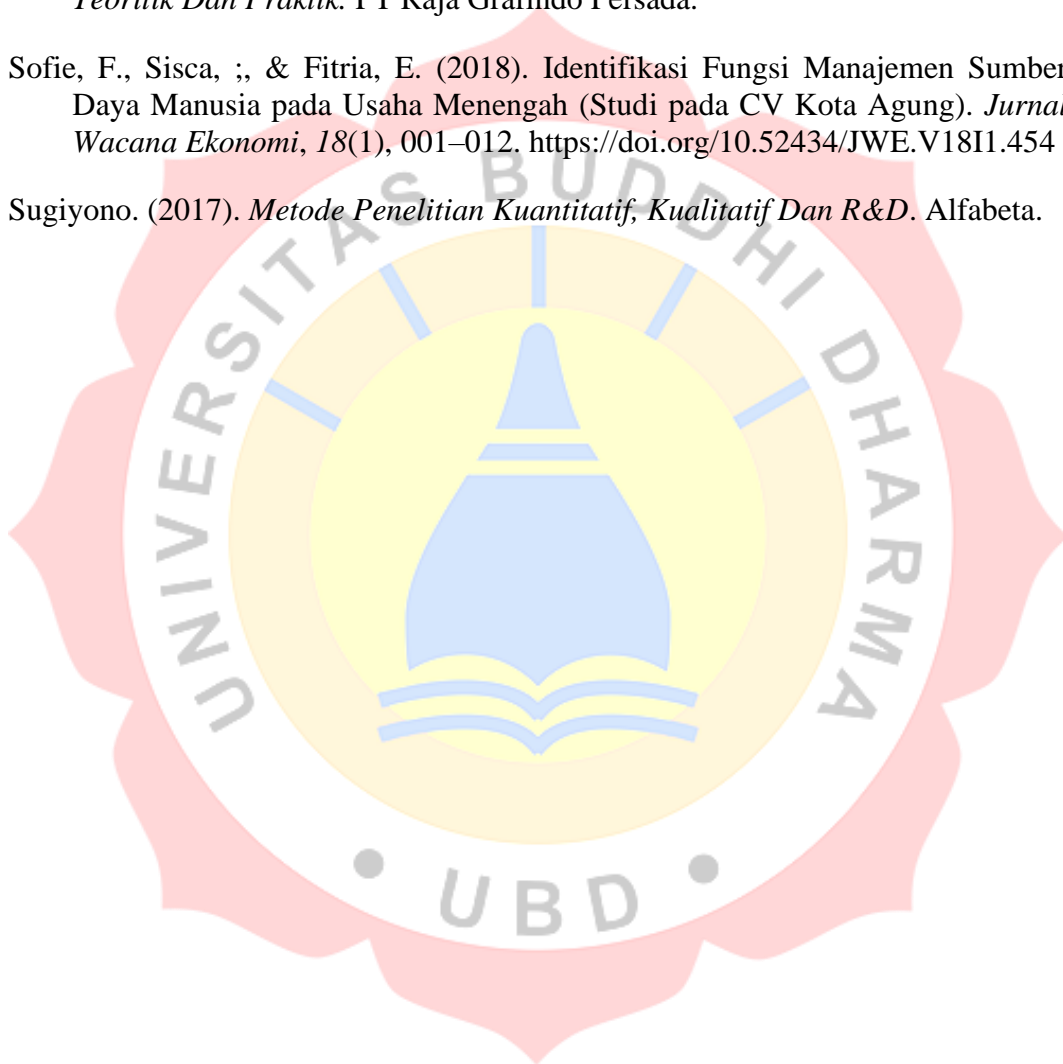 Teoritik Dan Praktik. PT Raja Grafindo Persada.
Sofie, F., Sisca, ;, & Fitria, E. (2018). Identifikasi Fungsi Manajemen Sumber
Daya Manusia pada Usaha Menengah (Studi pada CV Kota Agung). Jurnal
Wacana Ekonomi, 18(1), 001–012. https://doi.org/10.52434/JWE.V18I1.454
Sugiyono. (2017). Metode Penelitian Kuantitatif, Kualitatif Dan R&D. Alfabeta.
UNIVERSITAS BUDDHI DHARMA
• UBD •